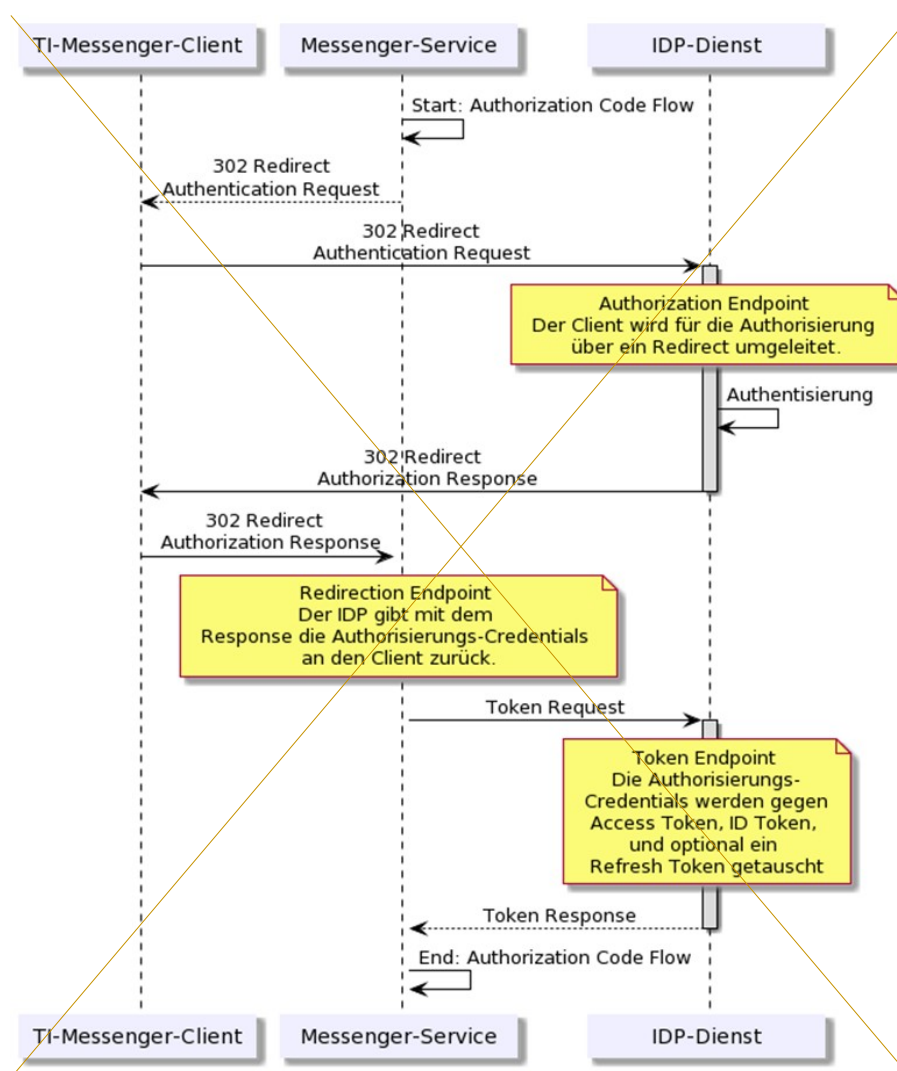 TI-Messenger-Client
Messenger-Service
IDP-Dienst
Start: Authorization Code Flow
302 Redirect
Authentication Request
302 Redirect
Authentication Request
Authorization Endpoint
Der Client wird für die Authorisierung
über ein Redirect umgeleitet.
Authentisierung
302 Redirect
Authorization Response
302 Redirect
Authorization Response
Redirection Endpoint
Der IDP gibt mit dem
Response die Authorisierungs-Credentials
an den Client zurück.
Token Request
Token Endpoint
Die Authorisierungs-
Credentials werden gegen
Access Token, ID Token,
und optional ein
Refresh Token getauscht
Token Response
End: Authorization Code Flow
TI-Messenger-Client
Messenger-Service
IDP-Dienst